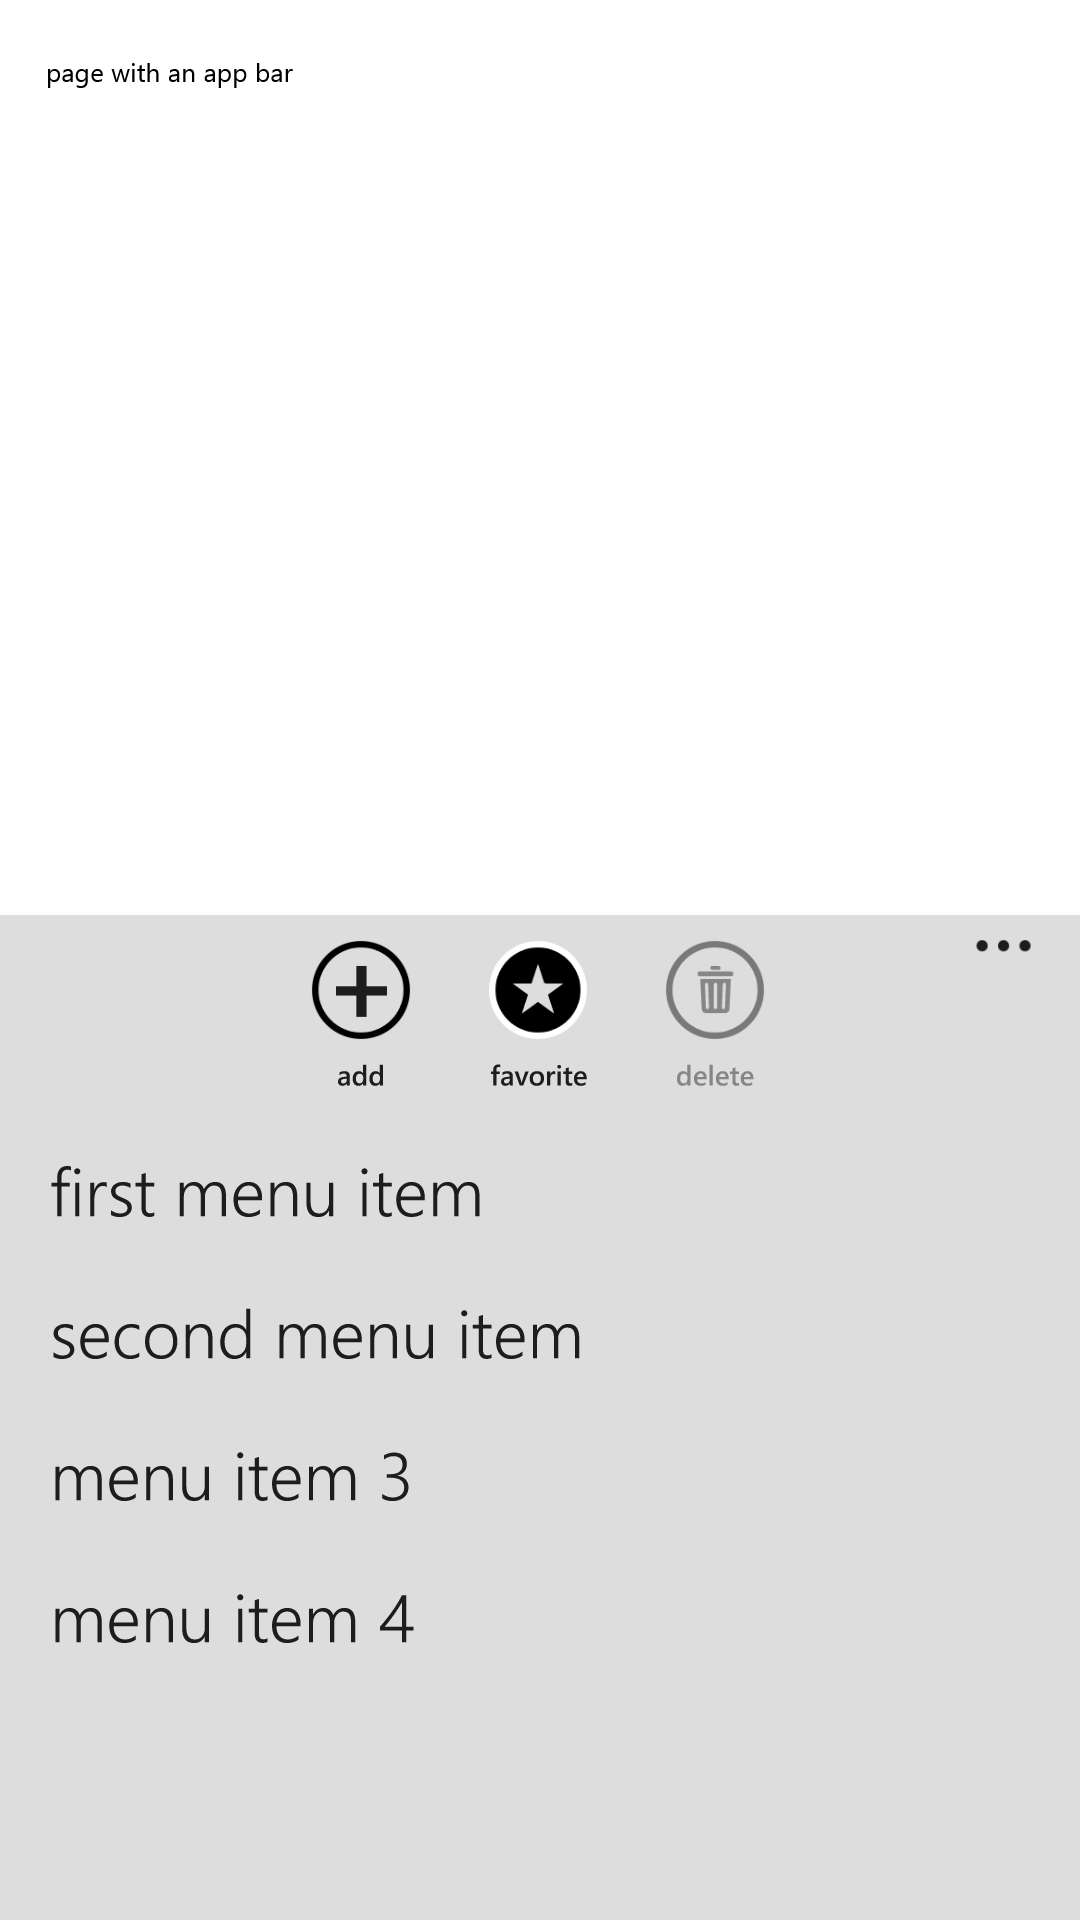 page with an app bar
add
favorite
delete
first menu item
second menu item
menu item 3
menu item 4